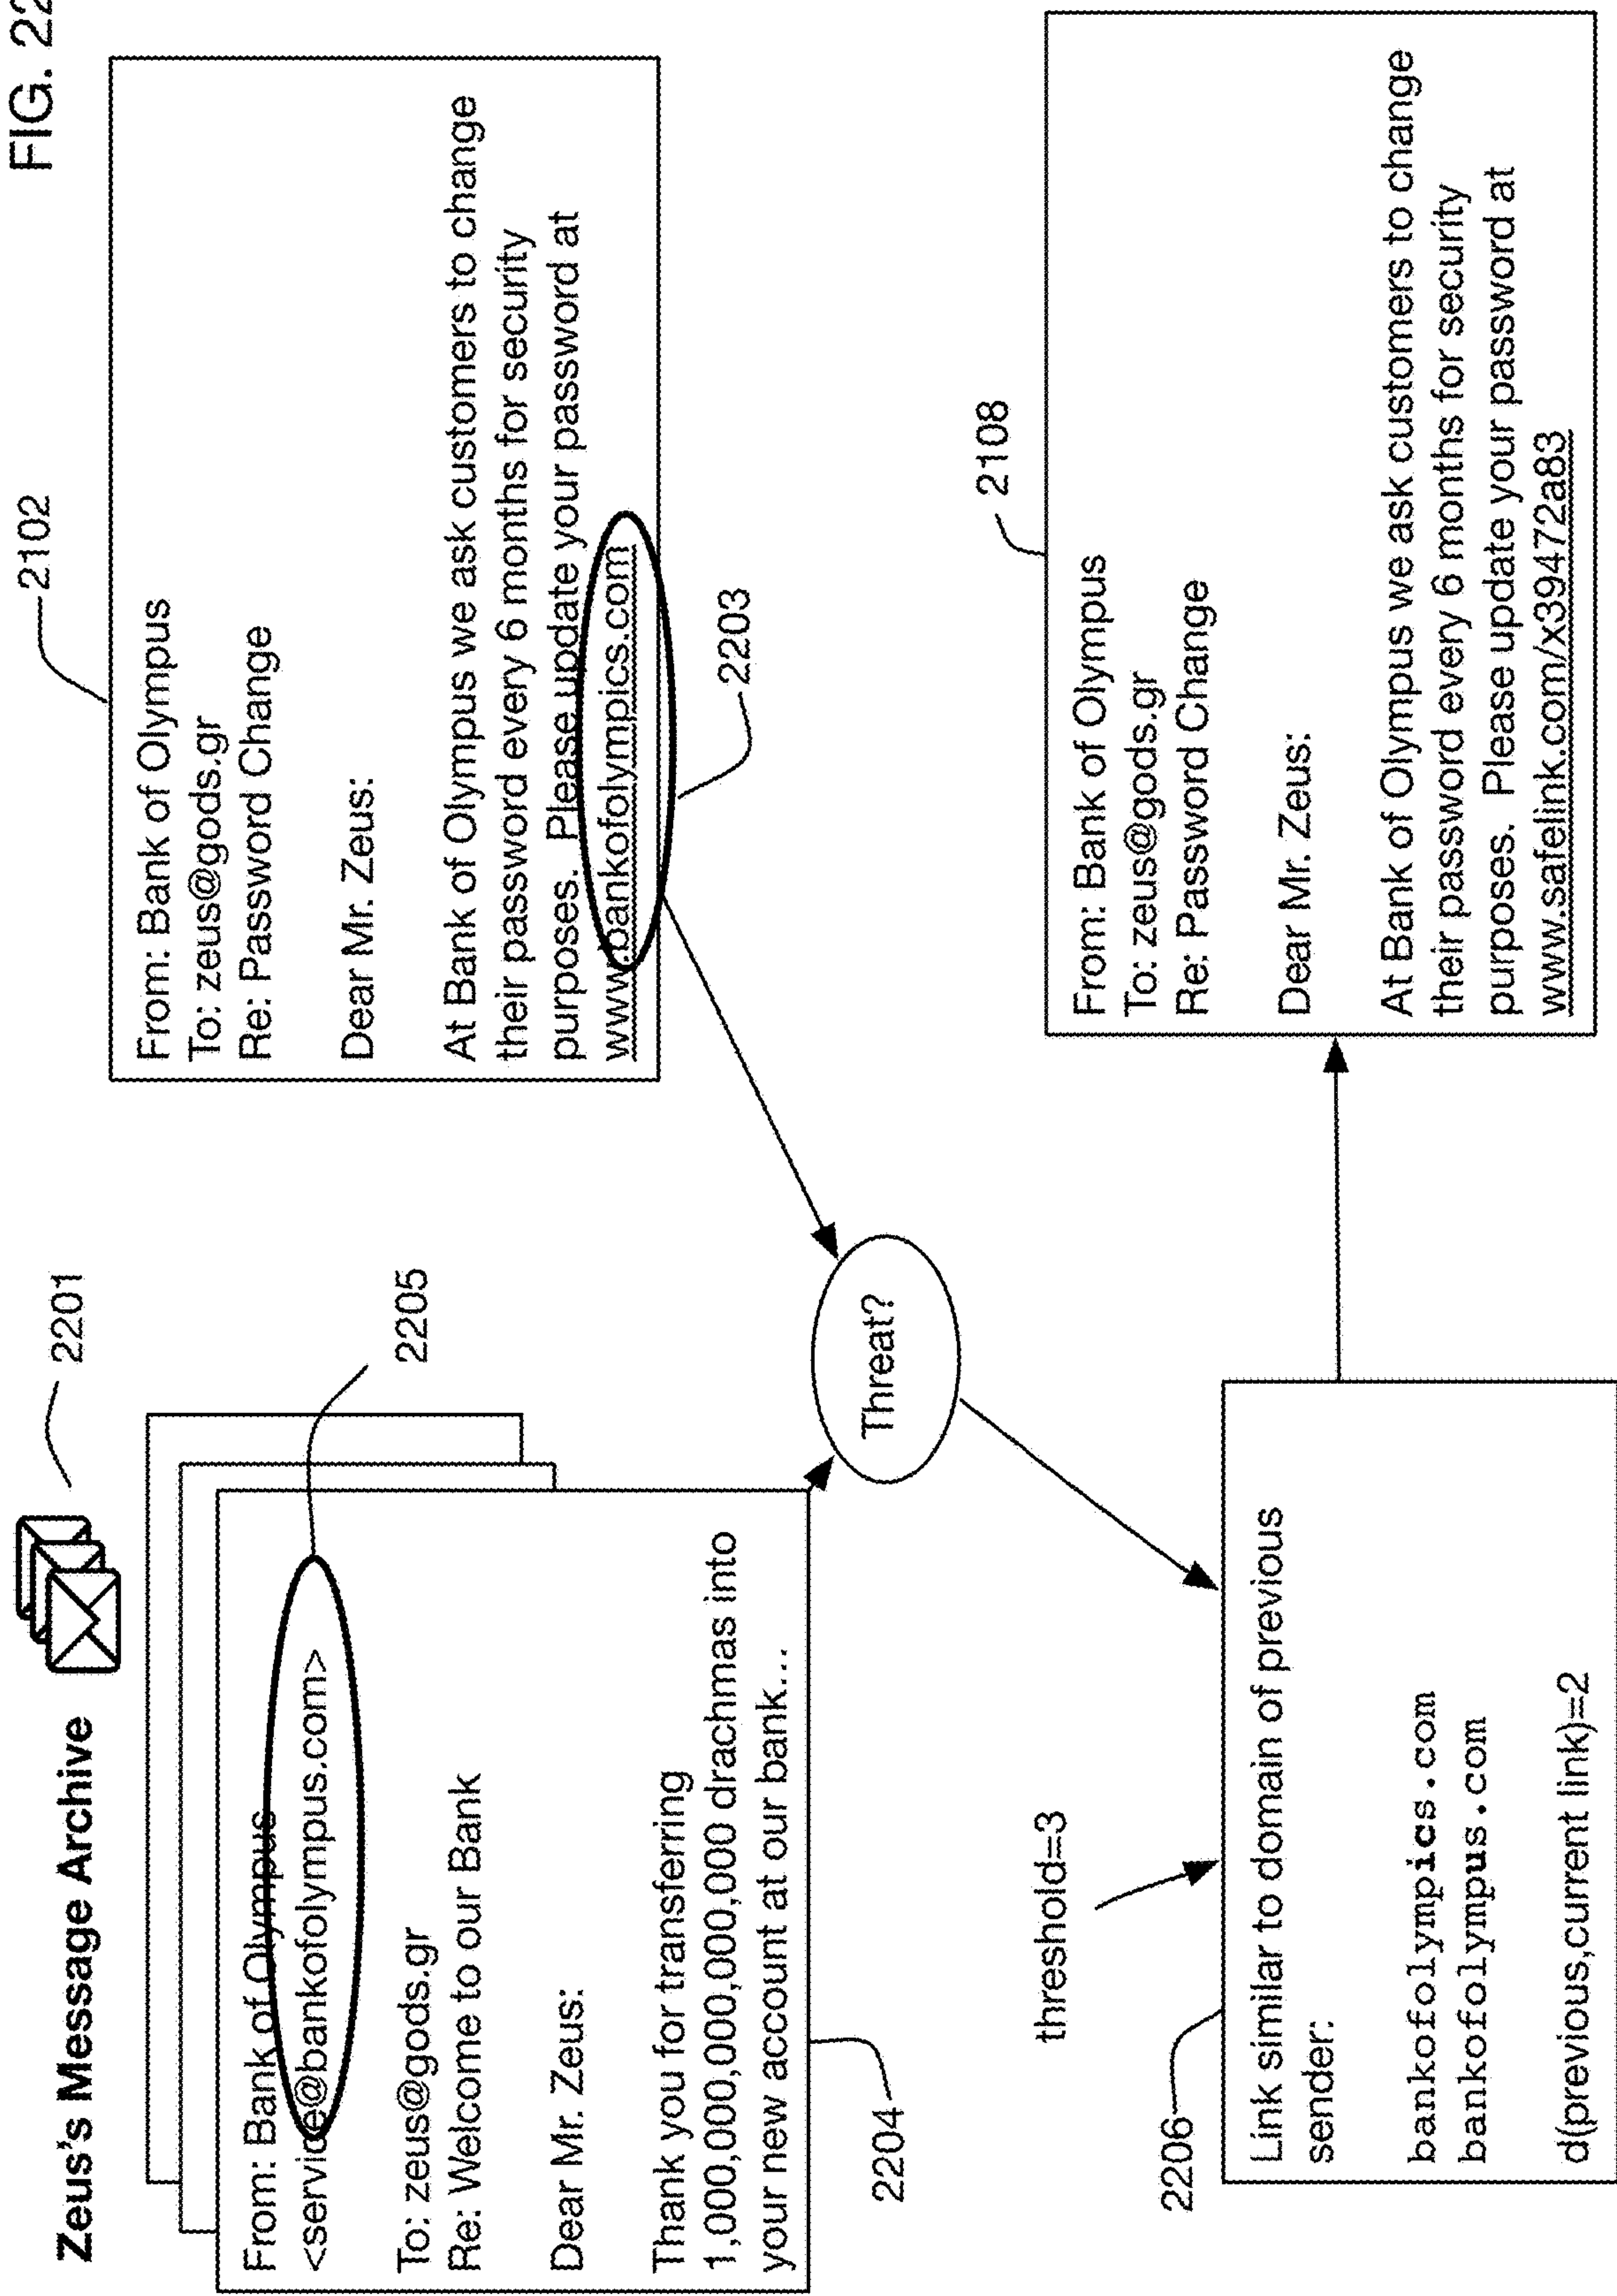 FIG. 22
Zeus's Message Archive
2201
From: Bank of Olympus
<service@bankofolympus.com>
2205
To: zeus@gods.gr
Re: Welcome to our Bank
Dear Mr. Zeus:
Thank you for transferring
1,000,000,000,000,000 drachmas into
your new account at our bank...
2204
2102
From: Bank of Olympus
To: zeus@gods.gr
Re: Password Change
Dear Mr. Zeus:
At Bank of Olympus we ask customers to change
their password every 6 months for security
purposes. Please update your password at
www.bankofolympics.com
2203
Threat?
threshold=3
2206
Link similar to domain of previous
sender:
bankofolympics.com
bankofolympus.com
d(previous,current link)=2
2108
From: Bank of Olympus
To: zeus@gods.gr
Re: Password Change
Dear Mr. Zeus:
At Bank of Olympus we ask customers to change
their password every 6 months for security
purposes. Please update your password at
www.safelink.com/x39472a83